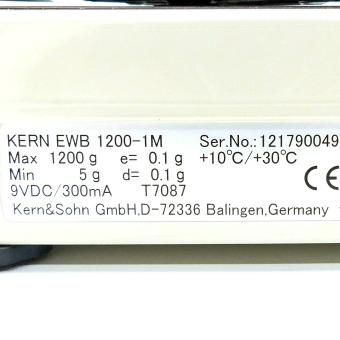 KERN EWB 1200-1M Ser.No.:121790049
Max 1200 g e= 0.1 g +10℃/+30℃
Min 5 g d= 0.1 g
9VDC/300mA T7087
Kern&Sohn GmbH,D-72336 Balingen,Germany
CE